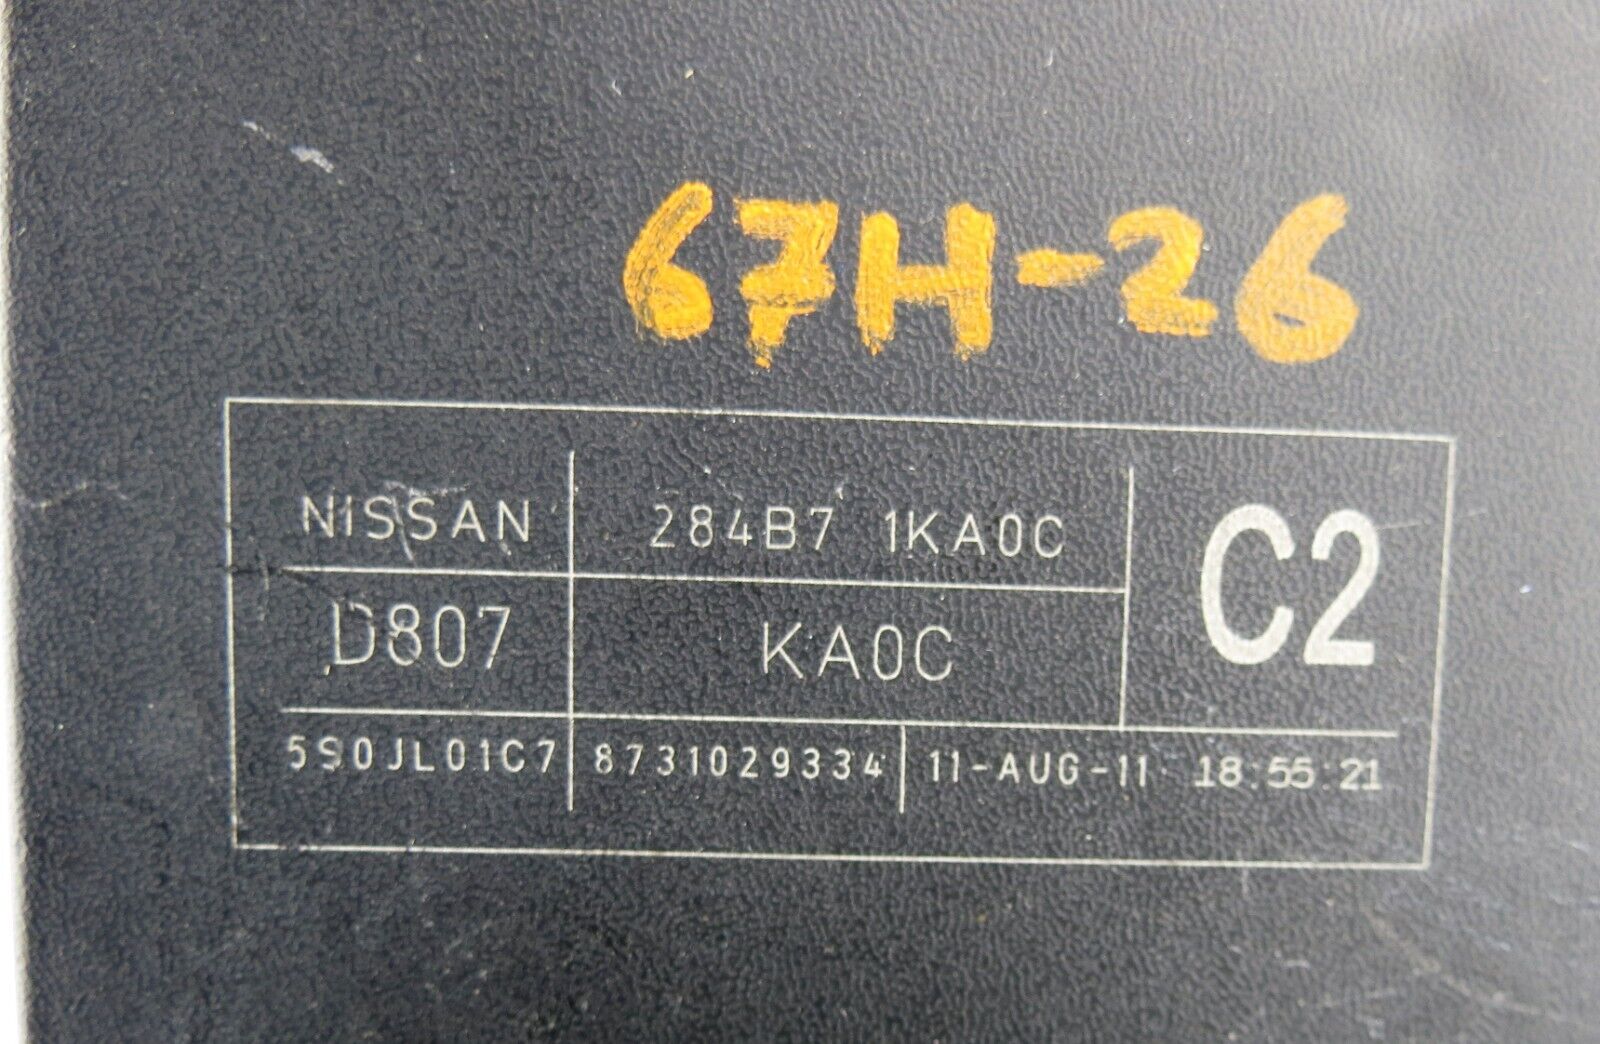 67H-26
NISSAN 284B7 1KA0C C2
D807 KA0C
5S0JL01C7 8731029334 11-AUG-11 18:55:21